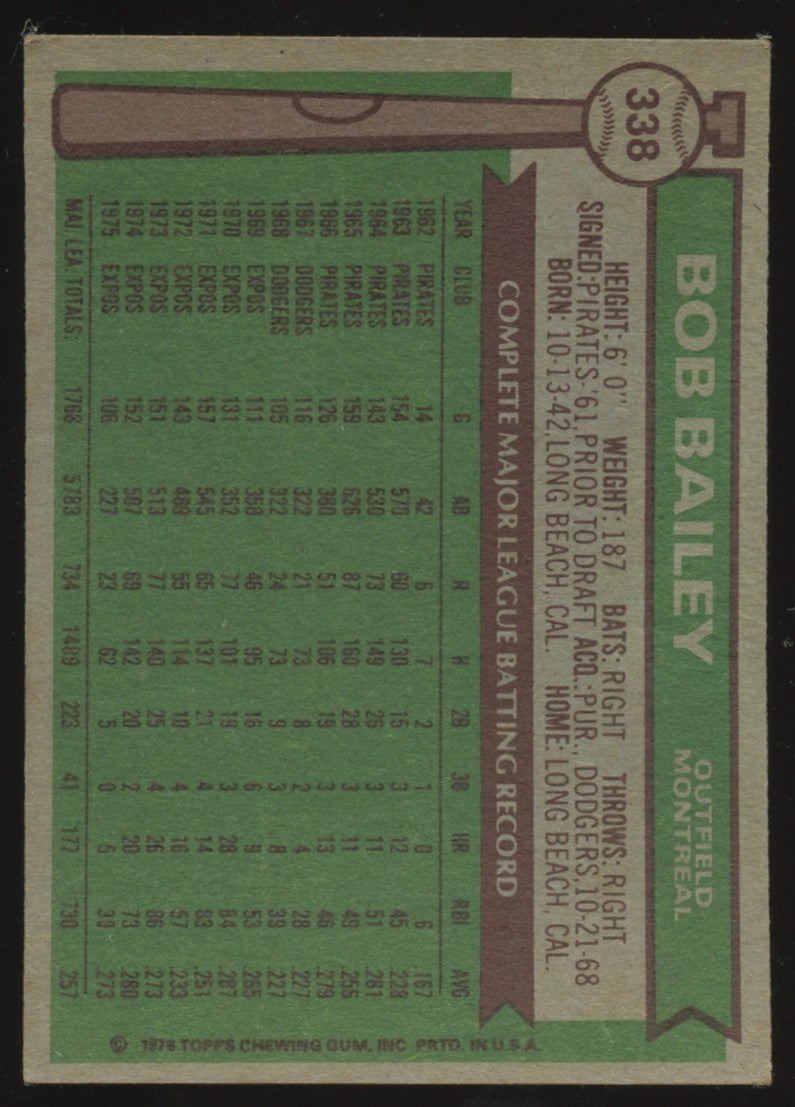 338
BOB BAILEY
OUTFIELD
MONTREAL
HEIGHT: 6' 0" WEIGHT: 187 BATS: RIGHT THROWS: RIGHT
SIGNED: PIRATES-'61, PRIOR TO DRAFT ACQ.: PUR., DODGERS, 10-21-68
BORN: 10-13-42, LONG BEACH, CAL. HOME: LONG BEACH, CAL.
COMPLETE MAJOR LEAGUE BATTING RECORD
YEAR CLUB G AB R H 2B 3B HR RBI AVG
1962 PIRATES 14 42 6 7 2 1 0 6 .167
1963 PIRATES 154 570 60 130 15 3 12 45 .228
1964 PIRATES 143 530 73 149 26 3 11 51 .281
1965 PIRATES 159 626 87 160 28 3 11 49 .256
1966 PIRATES 126 380 51 106 19 3 13 46 .279
1967 DODGERS 116 322 21 73 8 2 4 28 .227
1968 DODGERS 105 322 24 73 9 3 8 39 .227
1969 EXPOS 111 358 46 95 16 6 9 53 .265
1970 EXPOS 131 352 77 101 19 3 28 84 .287
1971 EXPOS 157 545 65 137 21 4 14 83 .251
1972 EXPOS 143 489 55 114 10 4 16 57 .233
1973 EXPOS 151 513 77 140 25 4 26 86 .273
1974 EXPOS 152 507 69 142 20 2 20 73 .280
1975 EXPOS 106 227 23 62 5 0 5 30 .273
MAJ. LEA. TOTALS: 1768 5783 734 1489 223 41 177 730 .257
© 1976 TOPPS CHEWING GUM, INC. PRTD. IN U.S.A.